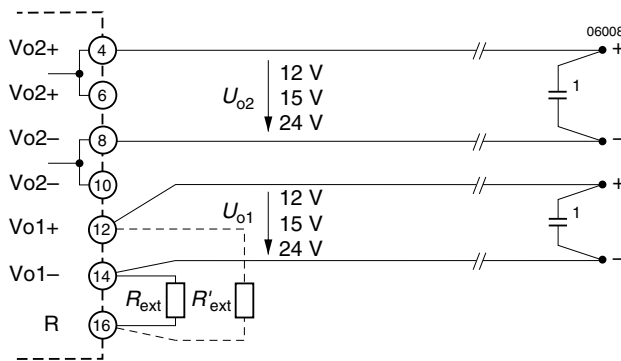 06008
Vo2+ 4 +
Vo2+ 6 Uo2 12 V 1
15 V
24 V
Vo2– 8 –
Vo2– 10 +
Vo1+ 12 Uo1 12 V 1
15 V
24 V
Vo1– 14 –
Rext R'ext
R 16